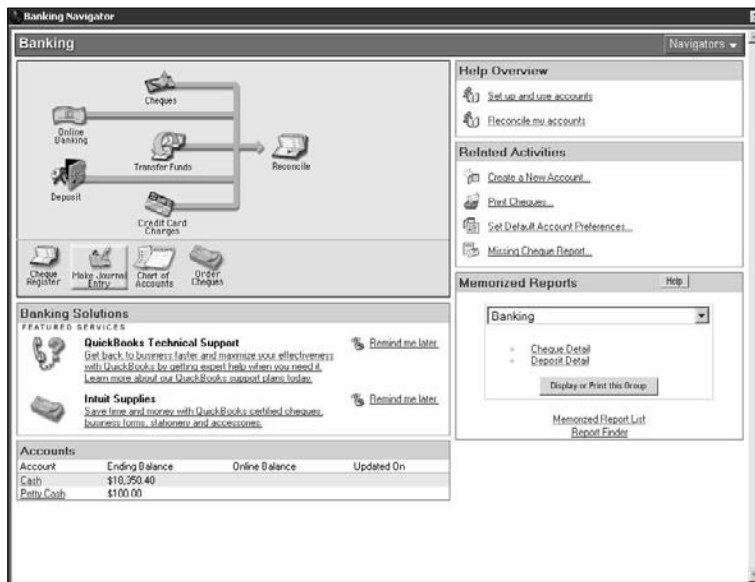 Banking Navigator
Banking
Navigators
Cheques
Online
Banking
Transfer Funds
Reconcile
Deposit
Credit Card
Charges
Cheque
Register
Make Journal
Entry
Chart of
Accounts
Order
Cheques
Banking Solutions
FEATURED SERVICES
QuickBooks Technical Support
Remind me later.
Get back to business faster and maximize your effectiveness
with QuickBooks by getting expert help when you need it.
Learn more about our QuickBooks support plans today.
Intuit Supplies
Remind me later.
Save time and money with QuickBooks certified cheques,
business forms, stationery and accessories.
Accounts
Account Ending Balance Online Balance Updated On
Cash $18,350.40
Petty Cash $100.00
Help Overview
Set up and use accounts
Reconcile my accounts
Related Activities
Create a New Account...
Print Cheques...
Set Default Account Preferences...
Missing Cheque Report...
Memorized Reports Help
Banking
Cheque Detail
Deposit Detail
Display or Print this Group
Memorized Report List
Report Finder